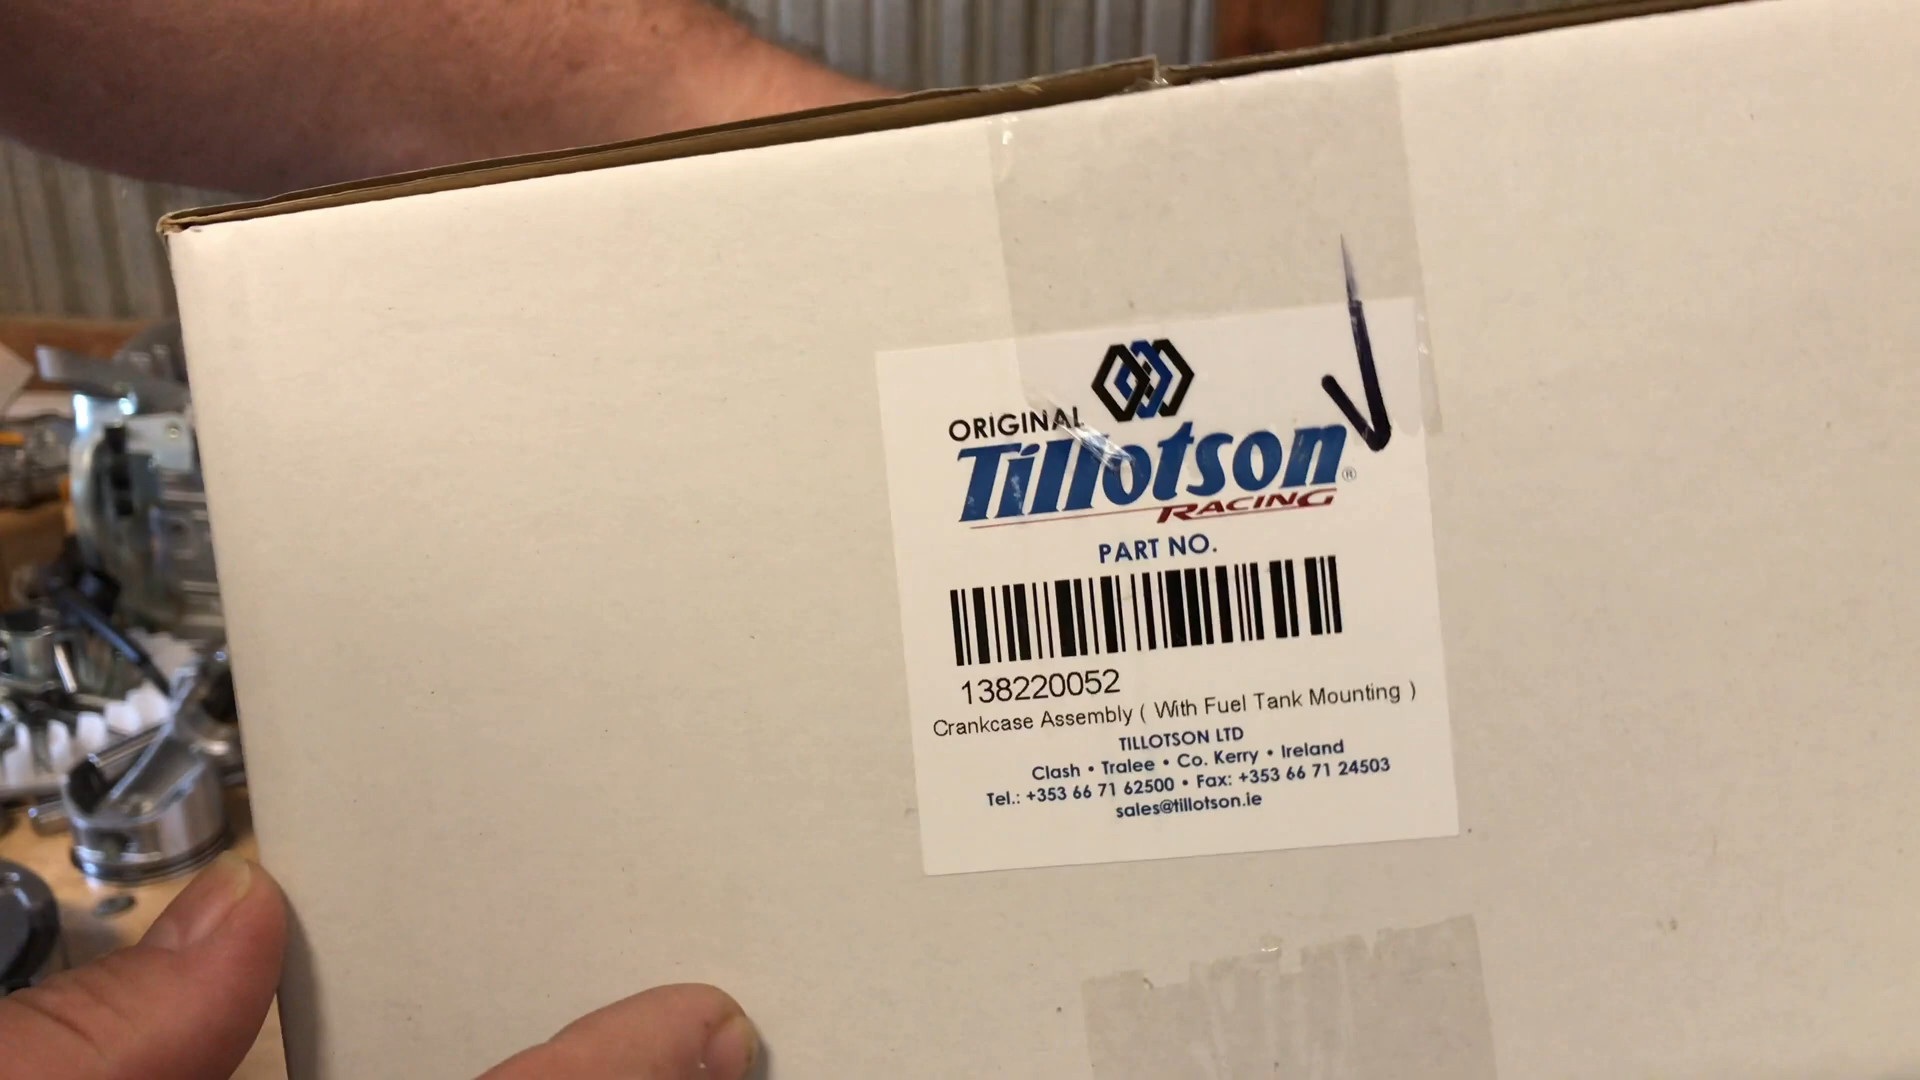 ORIGINAL
Tillotson®
RACING
PART NO.
138220052
Crankcase Assembly ( With Fuel Tank Mounting )
TILLOTSON LTD
Clash • Tralee • Co. Kerry • Ireland
Tel.: +353 66 71 62500 • Fax: +353 66 71 24503
sales@tillotson.ie